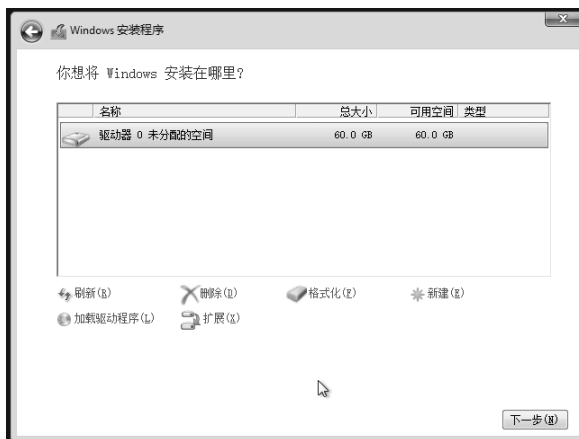 Windows 安装程序
你想将 Windows 安装在哪里?
名称 总大小 可用空间 类型
驱动器 0 未分配的空间 60.0 GB 60.0 GB
刷新(R) 删除(D) 格式化(F) 新建(E)
加载驱动程序(L) 扩展(X)
下一步(N)